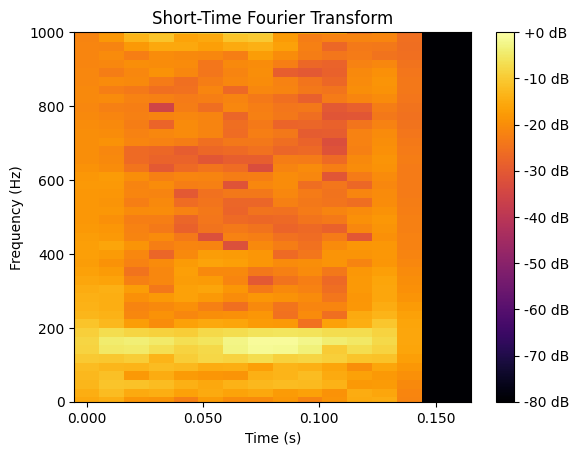 Short-Time Fourier Transform
1000
800
600
400
200
0
Frequency (Hz)
0.000
0.050
0.100
0.150
Time (s)
+0 dB
-10 dB
-20 dB
-30 dB
-40 dB
-50 dB
-60 dB
-70 dB
-80 dB